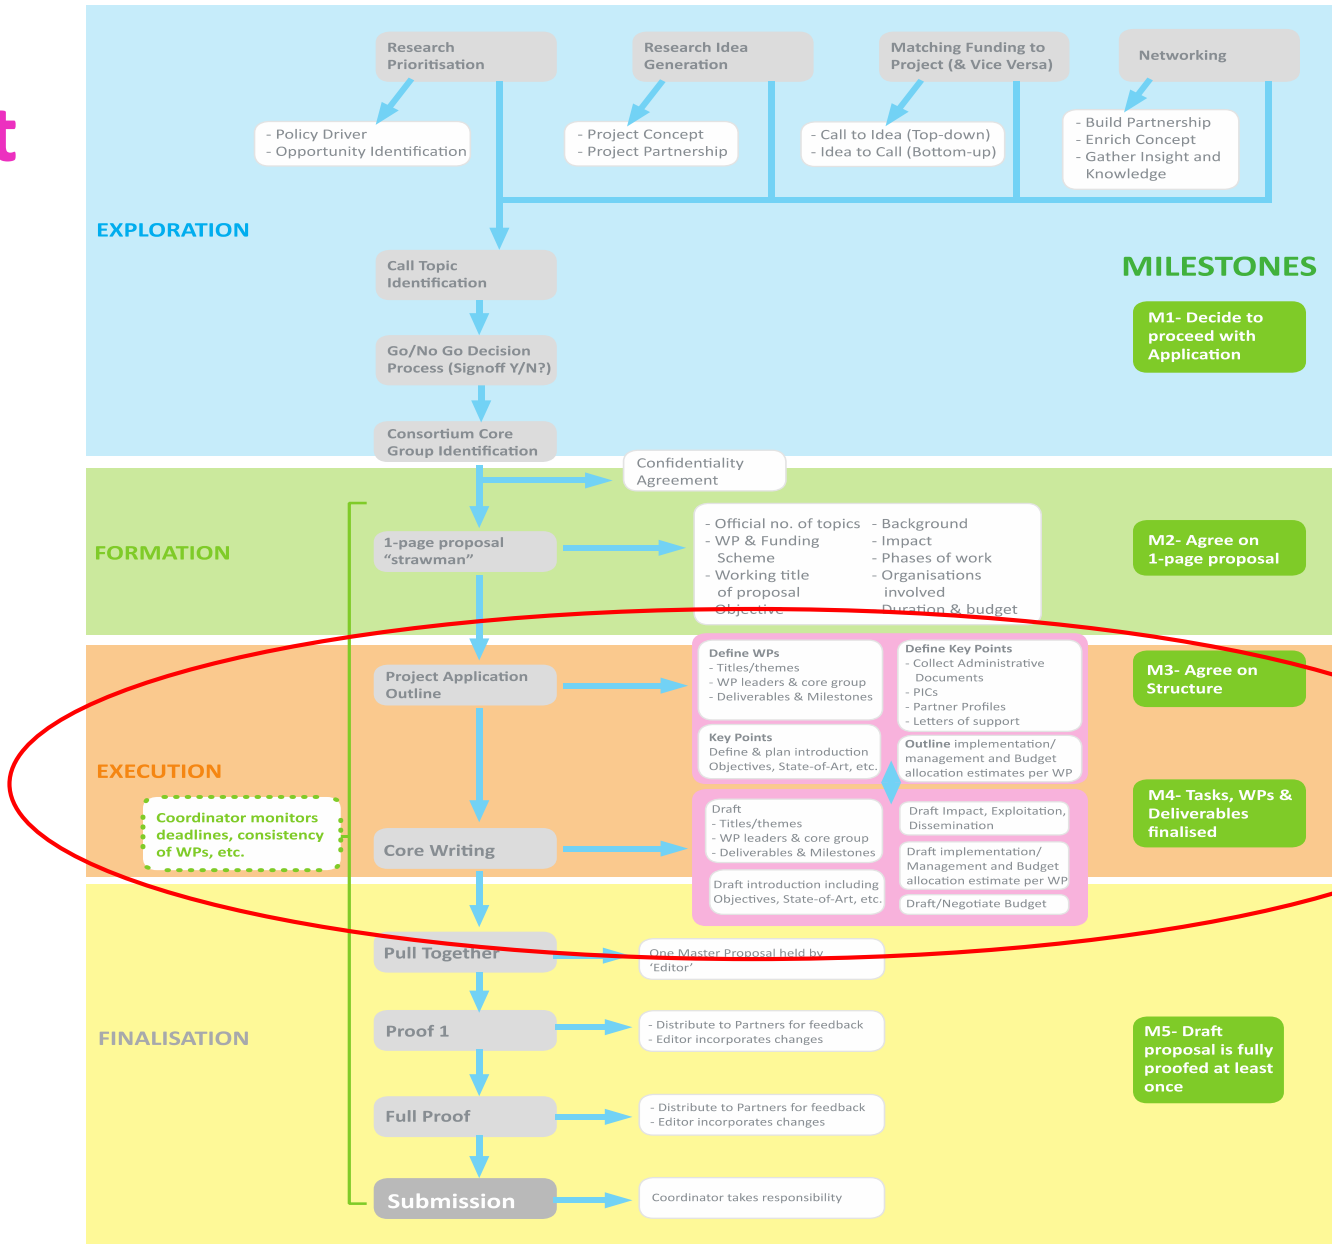 t
Research
Prioritisation
Research Idea
Generation
Matching Funding to
Project (& Vice Versa)
Networking
- Policy Driver
- Opportunity Identification
- Project Concept
- Project Partnership
- Call to Idea (Top-down)
- Idea to Call (Bottom-up)
- Build Partnership
- Enrich Concept
- Gather Insight and
Knowledge
EXPLORATION
MILESTONES
Call Topic
Identification
M1- Decide to
proceed with
Application
Go/No Go Decision
Process (Signoff Y/N?)
Consortium Core
Group Identification
Confidentiality
Agreement
FORMATION
1-page proposal
“strawman”
- Official no. of topics
- WP & Funding
Scheme
- Working title
of proposal
- Objective
- Background
- Impact
- Phases of work
- Organisations
involved
- Duration & budget
M2- Agree on
1-page proposal
EXECUTION
Project Application
Outline
Define WPs
- Titles/themes
- WP leaders & core group
- Deliverables & Milestones
Define Key Points
- Collect Administrative
Documents
- PICs
- Partner Profiles
- Letters of support
Key Points
Define & plan introduction
Objectives, State-of-Art, etc.
Outline implementation/
management and Budget
allocation estimates per WP
M3- Agree on
Structure
Coordinator monitors
deadlines, consistency
of WPs, etc.
Core Writing
Draft
- Titles/themes
- WP leaders & core group
- Deliverables & Milestones
Draft Impact, Exploitation,
Dissemination
Draft implementation/
Management and Budget
allocation estimate per WP
Draft introduction including
Objectives, State-of-Art, etc.
Draft/Negotiate Budget
M4- Tasks, WPs &
Deliverables
finalised
FINALISATION
Pull Together
One Master Proposal held by
‘Editor’
Proof 1
- Distribute to Partners for feedback
- Editor incorporates changes
M5- Draft
proposal is fully
proofed at least
once
Full Proof
- Distribute to Partners for feedback
- Editor incorporates changes
Submission
Coordinator takes responsibility